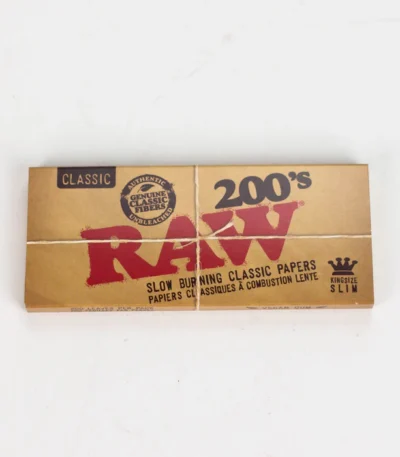 CLASSIC
AUTHENTIC
GENUINE
CLASSIC
FIBERS
UNBLEACHED
200's
RAW
SLOW BURNING CLASSIC PAPERS
PAPIERS CLASSIQUES À COMBUSTION LENTE
KINGSIZE
SLIM